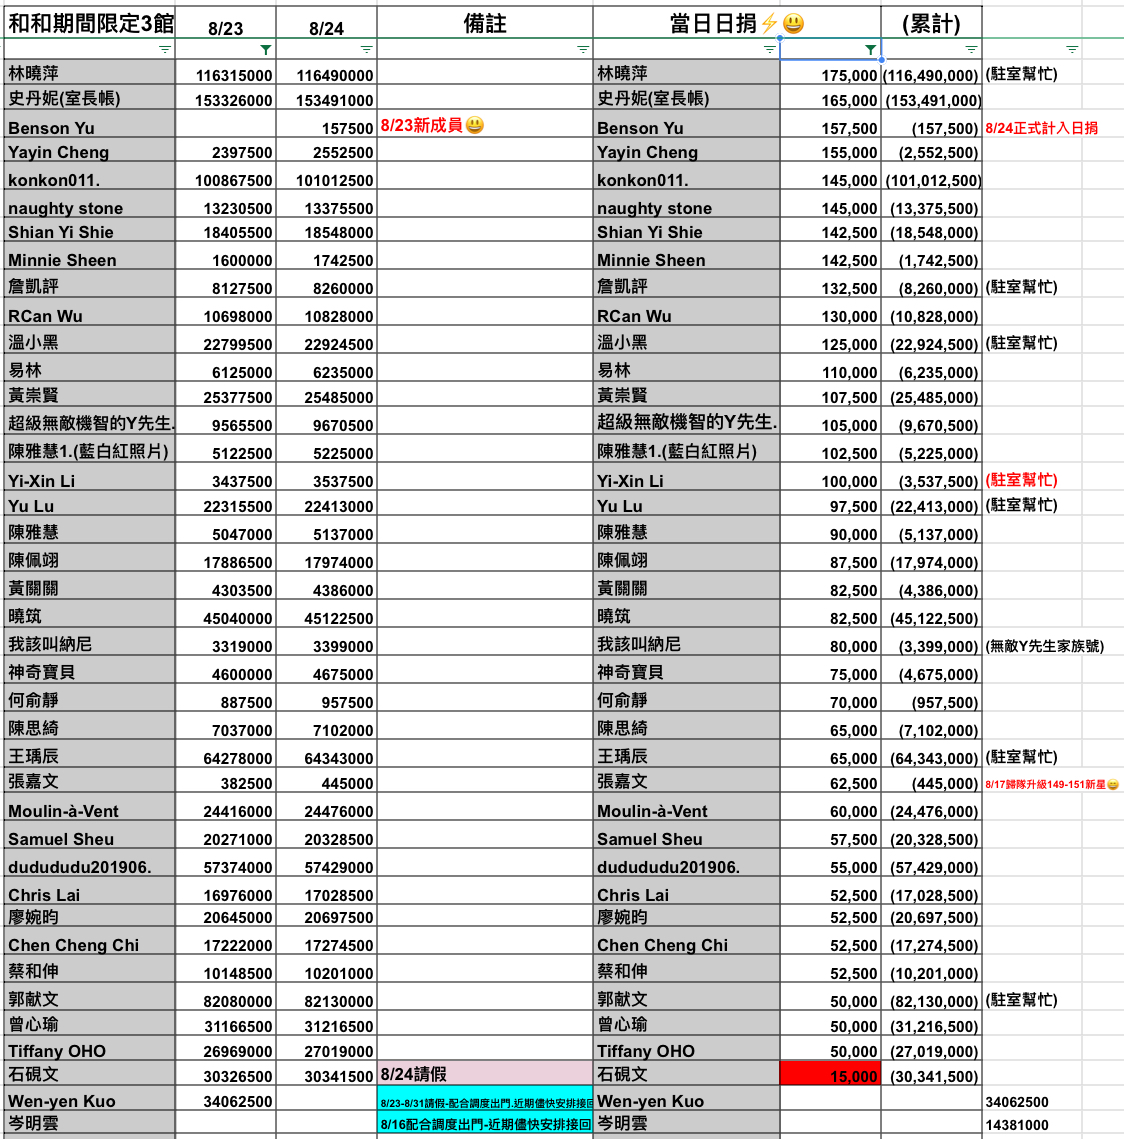 和和期間限定3館 8/23 8/24 備註 當日日捐⚡😃 (累計)
林曉萍 116315000 116490000 林曉萍 175,000 (116,490,000) (駐室幫忙)
史丹妮(室長帳) 153326000 153491000 史丹妮(室長帳) 165,000 (153,491,000)
Benson Yu 157500 8/23新成員😃 Benson Yu 157,500 (157,500) 8/24正式計入日捐
Yayin Cheng 2397500 2552500 Yayin Cheng 155,000 (2,552,500)
konkon011. 100867500 101012500 konkon011. 145,000 (101,012,500)
naughty stone 13230500 13375500 naughty stone 145,000 (13,375,500)
Shian Yi Shie 18405500 18548000 Shian Yi Shie 142,500 (18,548,000)
Minnie Sheen 1600000 1742500 Minnie Sheen 142,500 (1,742,500)
詹凱評 8127500 8260000 詹凱評 132,500 (8,260,000) (駐室幫忙)
RCan Wu 10698000 10828000 RCan Wu 130,000 (10,828,000)
溫小黑 22799500 22924500 溫小黑 125,000 (22,924,500) (駐室幫忙)
易林 6125000 6235000 易林 110,000 (6,235,000)
黃崇賢 25377500 25485000 黃崇賢 107,500 (25,485,000)
超級無敵機智的Y先生. 9565500 9670500 超級無敵機智的Y先生. 105,000 (9,670,500)
陳雅慧1.(藍白紅照片) 5122500 5225000 陳雅慧1.(藍白紅照片) 102,500 (5,225,000)
Yi-Xin Li 3437500 3537500 Yi-Xin Li 100,000 (3,537,500) (駐室幫忙)
Yu Lu 22315500 22413000 Yu Lu 97,500 (22,413,000) (駐室幫忙)
陳雅慧 5047000 5137000 陳雅慧 90,000 (5,137,000)
陳佩翊 17886500 17974000 陳佩翊 87,500 (17,974,000)
黃關關 4303500 4386000 黃關關 82,500 (4,386,000)
曉筑 45040000 45122500 曉筑 82,500 (45,122,500)
我該叫納尼 3319000 3399000 我該叫納尼 80,000 (3,399,000) (無敵Y先生家族號)
神奇寶貝 4600000 4675000 神奇寶貝 75,000 (4,675,000)
何俞靜 887500 957500 何俞靜 70,000 (957,500)
陳思綺 7037000 7102000 陳思綺 65,000 (7,102,000)
王瑀辰 64278000 64343000 王瑀辰 65,000 (64,343,000) (駐室幫忙)
張嘉文 382500 445000 張嘉文 62,500 (445,000) 8/17歸隊升級149-151新星😄
Moulin-à-Vent 24416000 24476000 Moulin-à-Vent 60,000 (24,476,000)
Samuel Sheu 20271000 20328500 Samuel Sheu 57,500 (20,328,500)
dudududu201906. 57374000 57429000 dudududu201906. 55,000 (57,429,000)
Chris Lai 16976000 17028500 Chris Lai 52,500 (17,028,500)
廖婉昀 20645000 20697500 廖婉昀 52,500 (20,697,500)
Chen Cheng Chi 17222000 17274500 Chen Cheng Chi 52,500 (17,274,500)
蔡和伸 10148500 10201000 蔡和伸 52,500 (10,201,000)
郭献文 82080000 82130000 郭献文 50,000 (82,130,000) (駐室幫忙)
曾心瑜 31166500 31216500 曾心瑜 50,000 (31,216,500)
Tiffany OHO 26969000 27019000 Tiffany OHO 50,000 (27,019,000)
石硯文 30326500 30341500 8/24請假 石硯文 15,000 (30,341,500)
Wen-yen Kuo 34062500 8/23-8/31請假-配合調度出門.近期儘快安排接回 Wen-yen Kuo 34062500
岑明雲 8/16配合調度出門-近期儘快安排接回 岑明雲 14381000